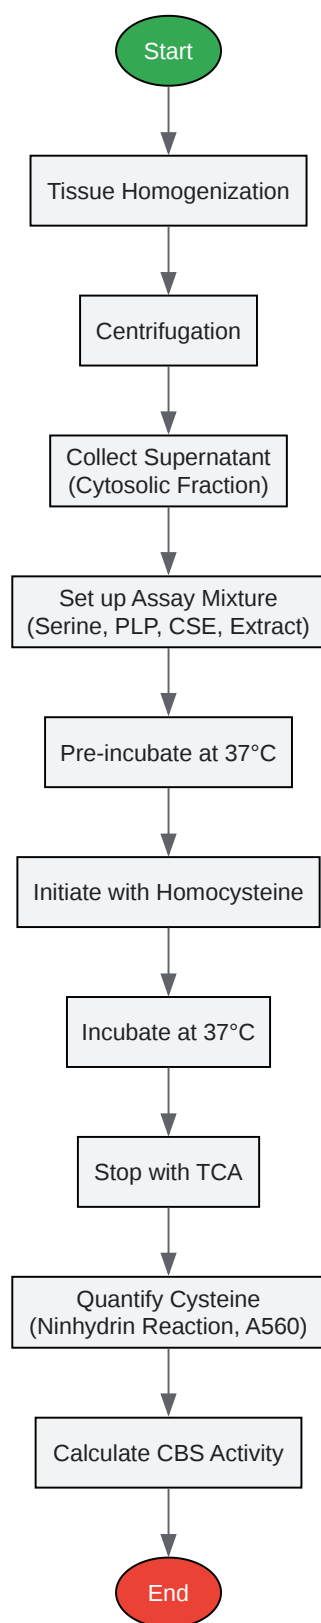 Start
Tissue Homogenization
Centrifugation
Collect Supernatant
(Cytosolic Fraction)
Set up Assay Mixture
(Serine, PLP, CSE, Extract)
Pre-incubate at 37°C
Initiate with Homocysteine
Incubate at 37°C
Stop with TCA
Quantify Cysteine
(Ninhydrin Reaction, A560)
Calculate CBS Activity
End